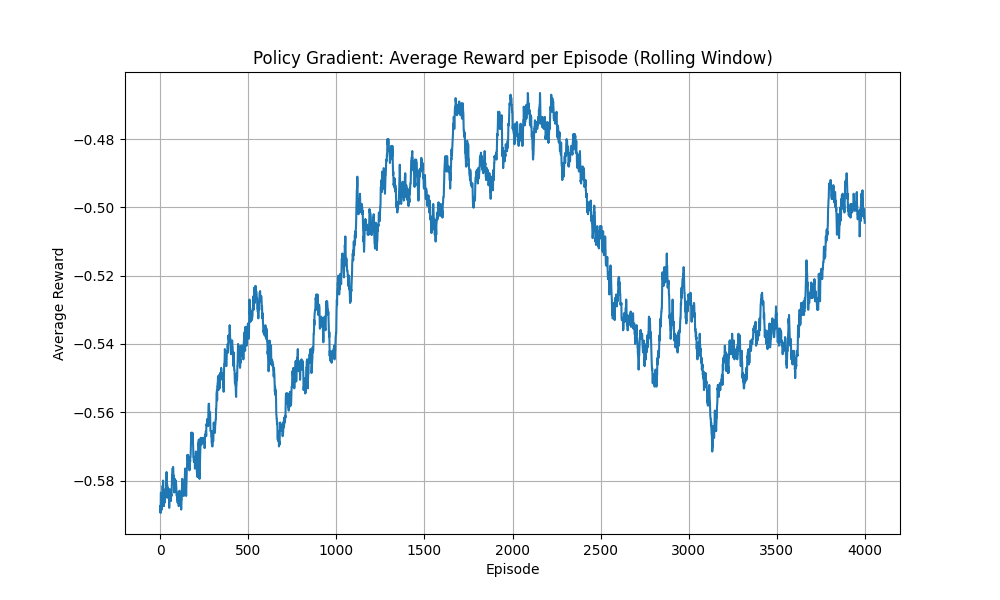 Policy Gradient: Average Reward per Episode (Rolling Window)
−0.48
−0.50
−0.52
−0.54
−0.56
−0.58
Average Reward
0 500 1000 1500 2000 2500 3000 3500 4000
Episode